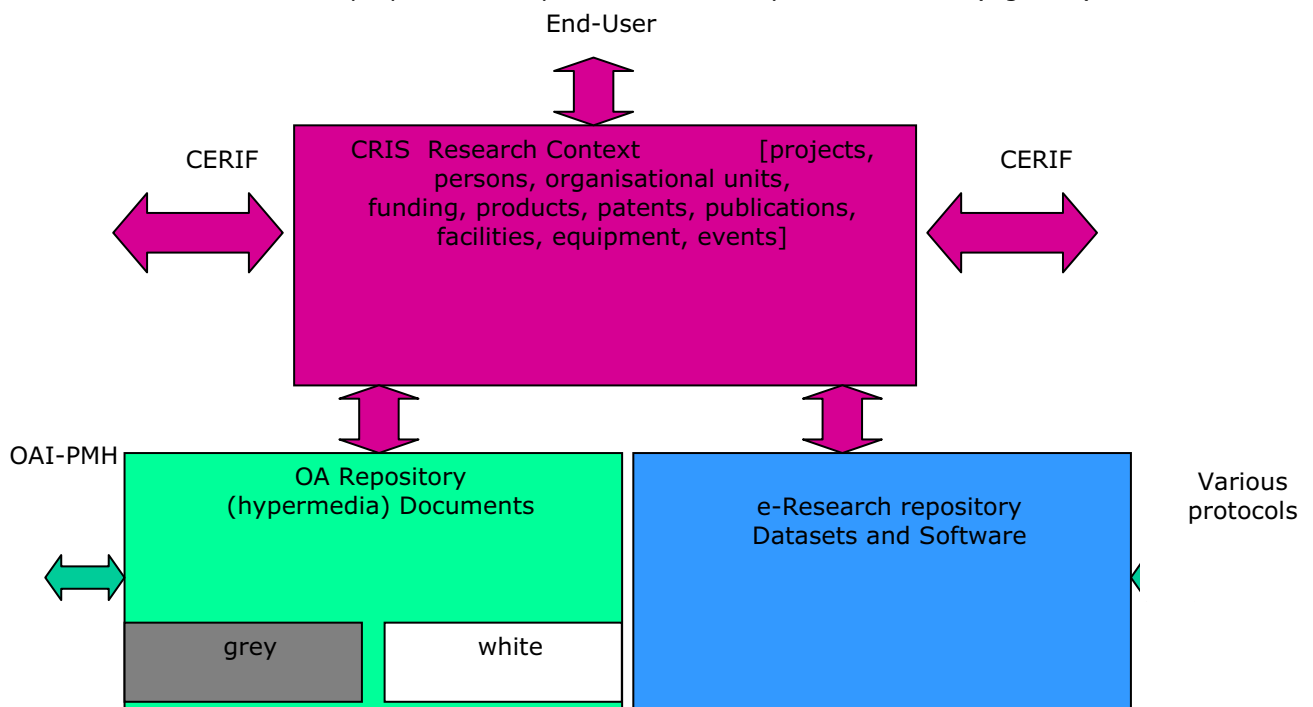 End-User
CERIF
CRIS Research Context [projects,
persons, organisational units,
funding, products, patents, publications,
facilities, equipment, events]
CERIF
OAI-PMH
OA Repository
(hypermedia) Documents
e-Research repository
Datasets and Software
Various
protocols
grey
white